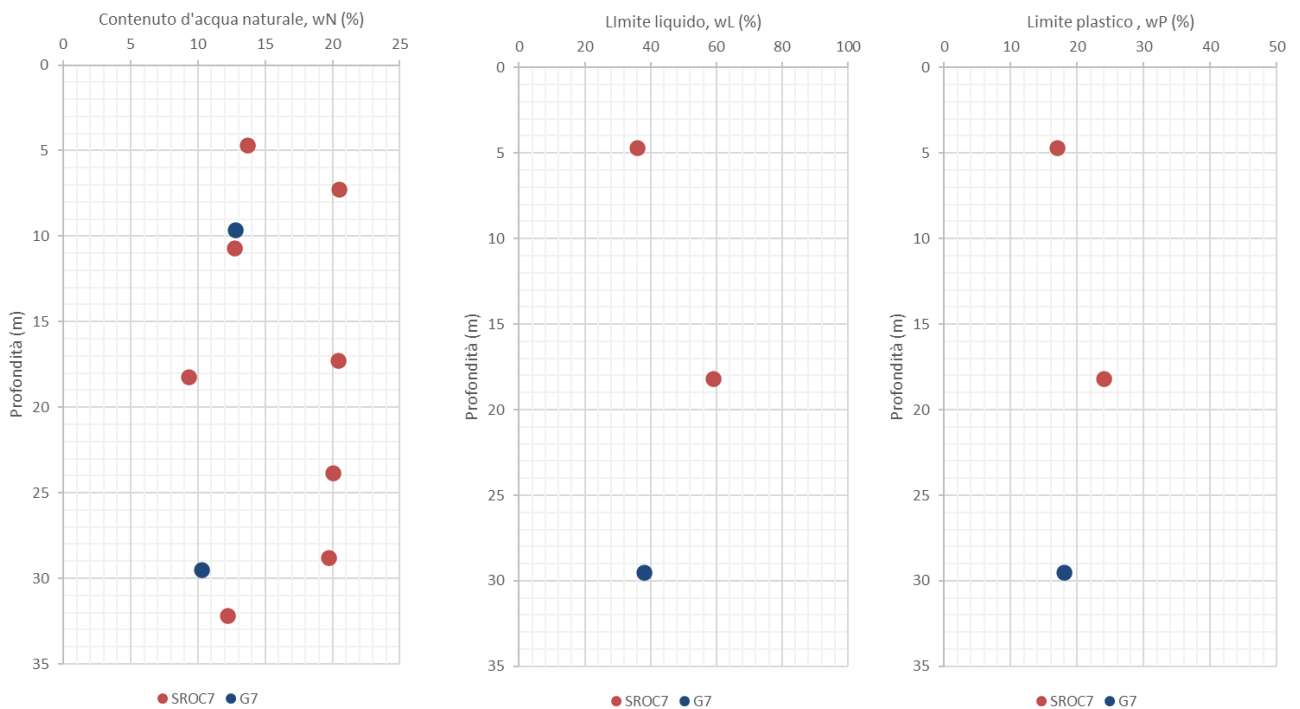 Contenuto d'acqua naturale, wN (%)
0 5 10 15 20 25
0
5
10
15
20
25
30
35
Profondità (m)
SROC7 G7
LImite liquido, wL (%)
0 20 40 60 80 100
0
5
10
15
20
25
30
35
Profondità (m)
SROC7 G7
Limite plastico , wP (%)
0 10 20 30 40 50
0
5
10
15
20
25
30
35
Profondità (m)
SROC7 G7